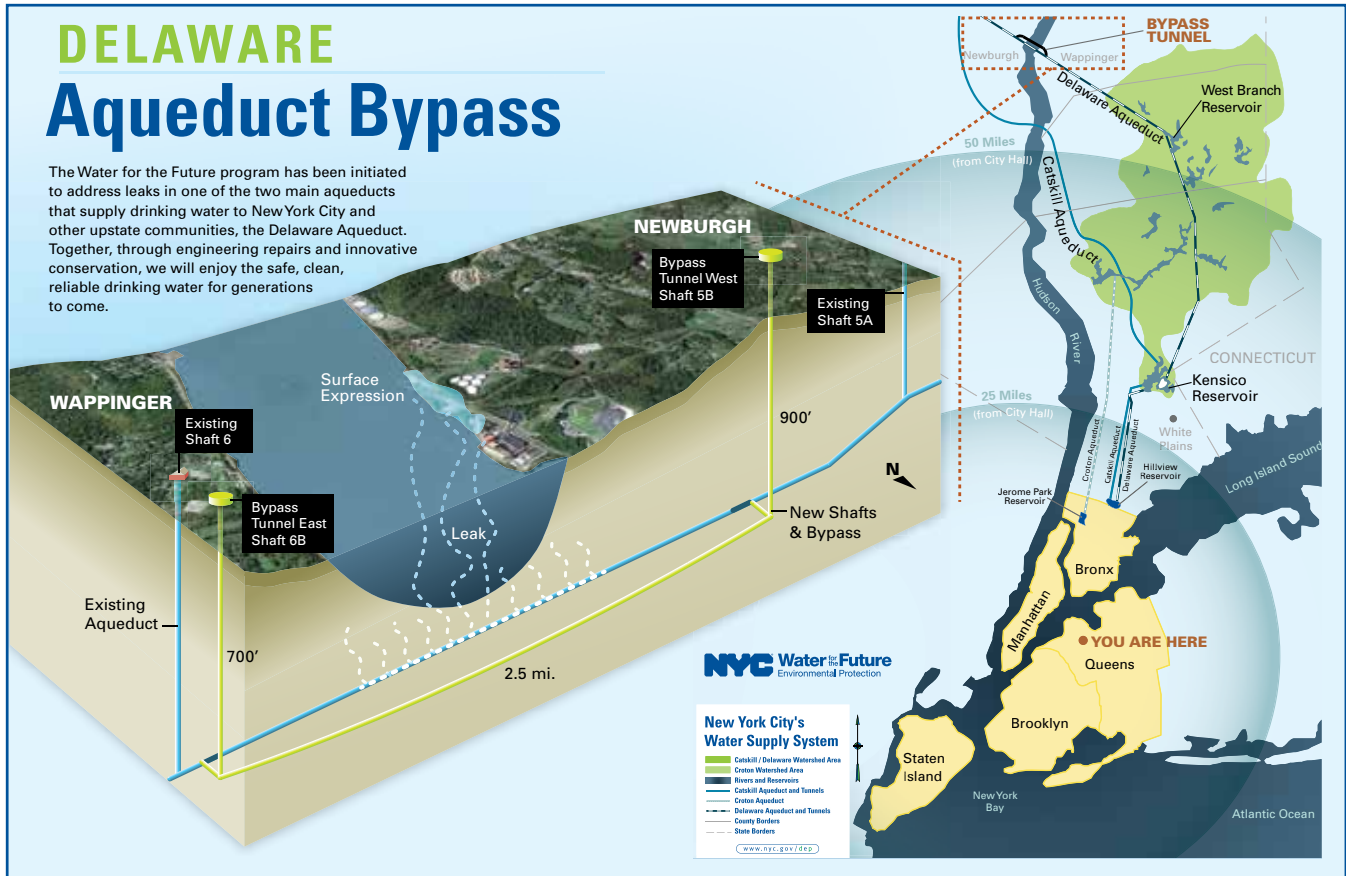 DELAWARE
Aqueduct Bypass
The Water for the Future program has been initiated
to address leaks in one of the two main aqueducts
that supply drinking water to New York City and
other upstate communities, the Delaware Aqueduct.
Together, through engineering repairs and innovative
conservation, we will enjoy the safe, clean,
reliable drinking water for generations
to come.
NEWBURGH
Bypass
Tunnel West
Shaft 5B
Existing
Shaft 5A
Surface
Expression
WAPPINGER
Existing
Shaft 6
Bypass
Tunnel East
Shaft 6B
Leak
900’
N
New Shafts
& Bypass
Existing
Aqueduct
700’
2.5 mi.
BYPASS
TUNNEL
Newburgh
Wappinger
Delaware Aqueduct
West Branch
Reservoir
50 Miles
(from City Hall)
Catskill Aqueduct
Hudson
River
CONNECTICUT
Kensico
Reservoir
25 Miles
(from City Hall)
White
Plains
Croton Aqueduct
Catskill Aqueduct
Delaware Aqueduct
Hillview
Reservoir
Jerome Park
Reservoir
Long Island Sound
Bronx
Manhattan
YOU ARE HERE
Queens
Brooklyn
Staten
Island
New York
Bay
Atlantic Ocean
NYC Water for the Future
Environmental Protection
New York City's
Water Supply System
Catskill / Delaware Watershed Area
Croton Watershed Area
Rivers and Reservoirs
Catskill Aqueduct and Tunnels
Croton Aqueduct
Delaware Aqueduct and Tunnels
County Borders
State Borders
www.nyc.gov/dep